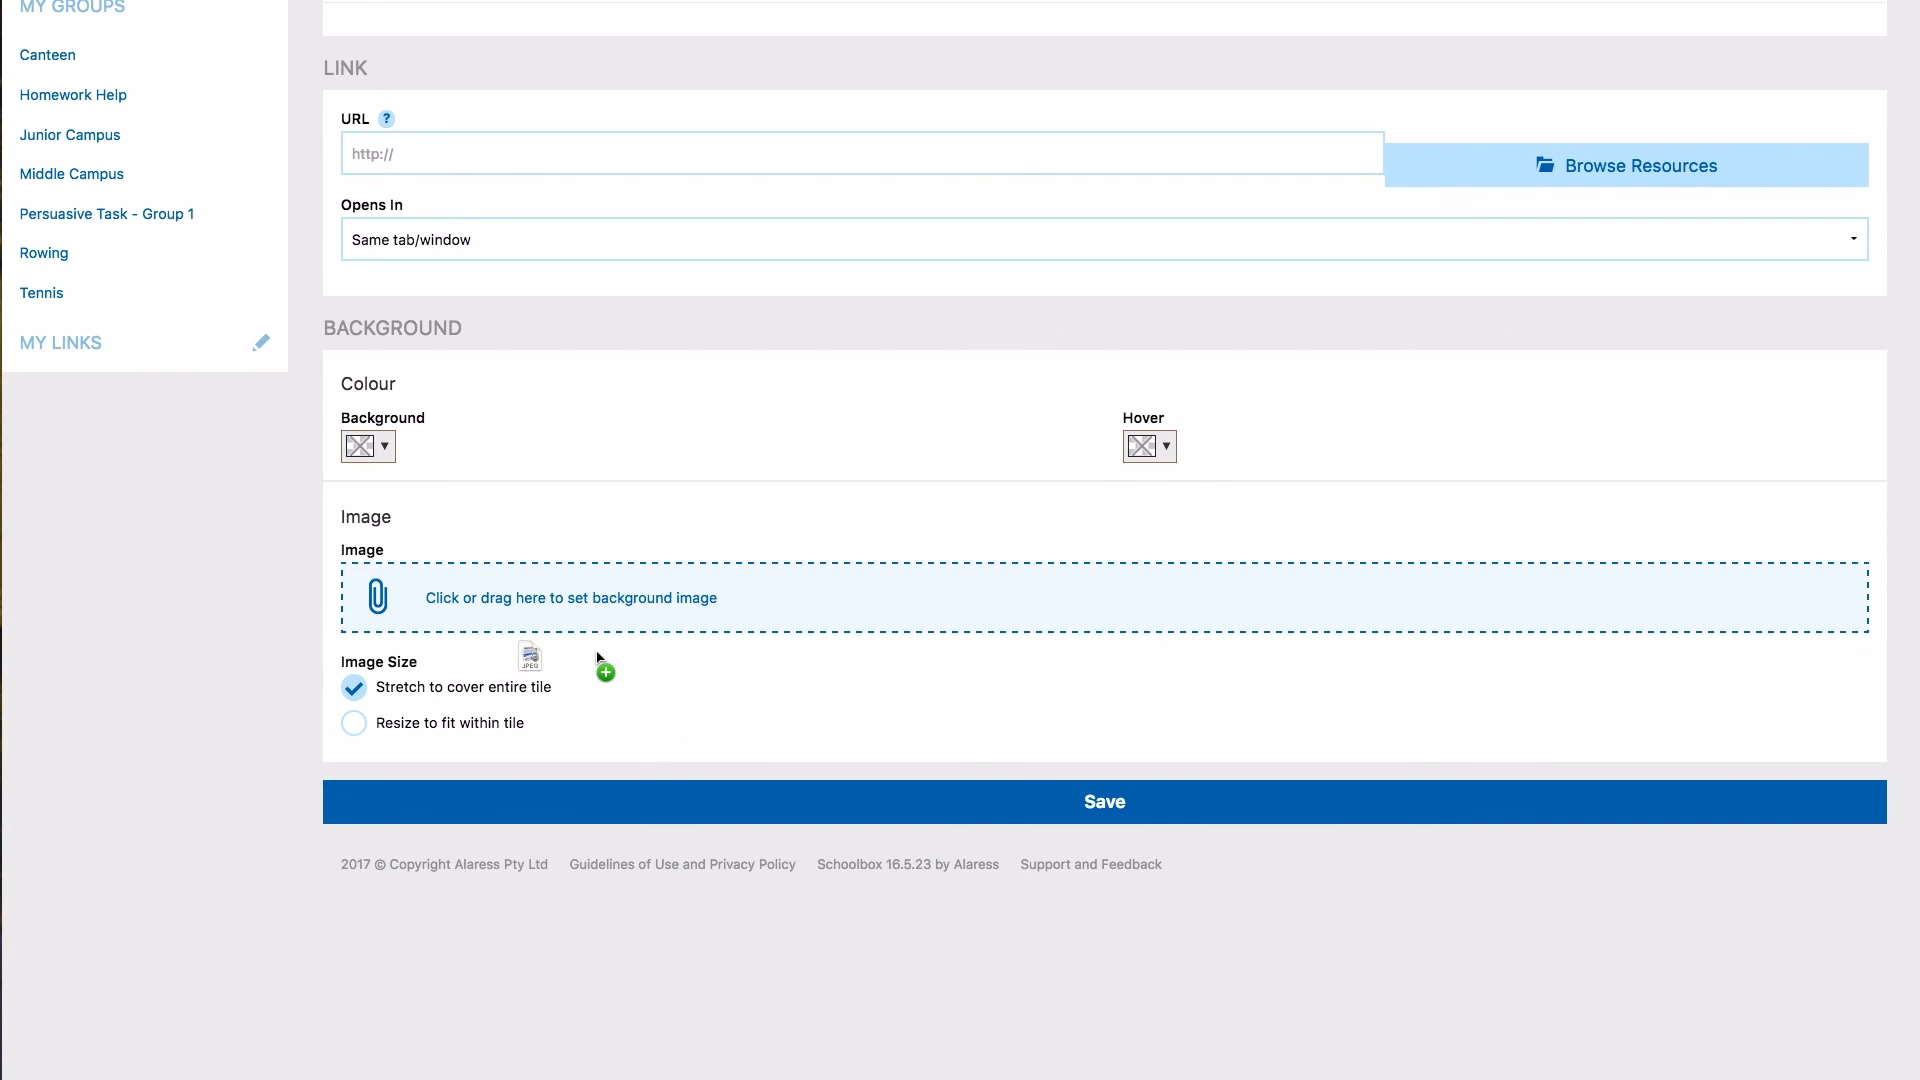 MY GROUPS
Canteen
Homework Help
Junior Campus
Middle Campus
Persuasive Task - Group 1
Rowing
Tennis
MY LINKS
LINK
URL ?
http://
Browse Resources
Opens In
Same tab/window
BACKGROUND
Colour
Background
Hover
Image
Image
Click or drag here to set background image
JPEG
Image Size
Stretch to cover entire tile
Resize to fit within tile
Save
2017 © Copyright Alaress Pty Ltd Guidelines of Use and Privacy Policy Schoolbox 16.5.23 by Alaress Support and Feedback